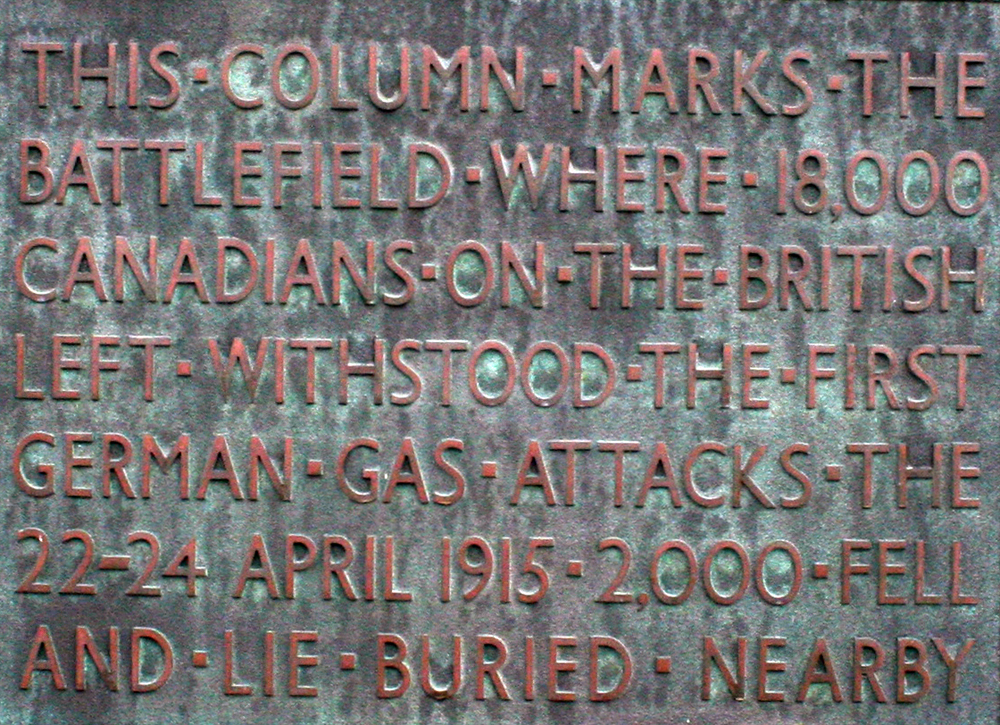 THIS·COLUMN·MARKS·THE
BATTLEFIELD·WHERE·18,000
CANADIANS·ON·THE·BRITISH
LEFT·WITHSTOOD·THE·FIRST
GERMAN·GAS·ATTACKS·THE
22-24 APRIL 1915·2,000·FELL
AND·LIE·BURIED·NEARBY